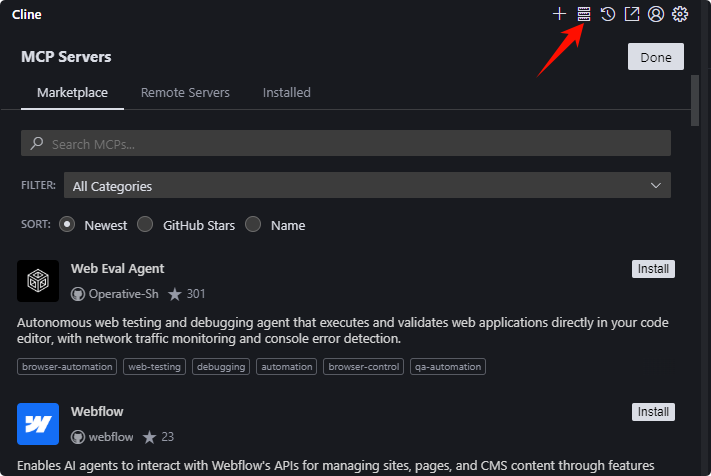 Cline
MCP Servers
Done
Marketplace
Remote Servers
Installed
Search MCPs...
FILTER:
All Categories
SORT:
Newest
GitHub Stars
Name
Web Eval Agent
Install
Operative-Sh
301
Autonomous web testing and debugging agent that executes and validates web applications directly in your code
editor, with network traffic monitoring and console error detection.
browser-automation
web-testing
debugging
automation
browser-control
qa-automation
Webflow
Install
webflow
23
Enables AI agents to interact with Webflow's APIs for managing sites, pages, and CMS content through features